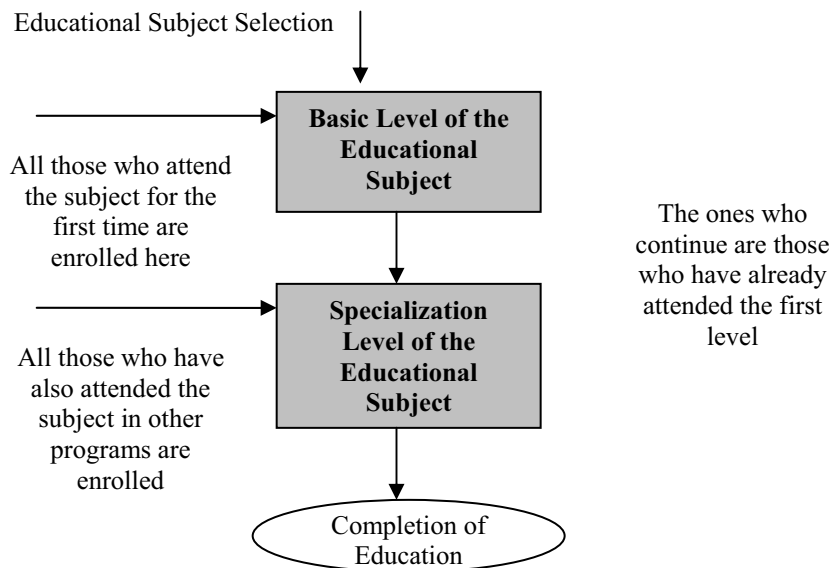 Educational Subject Selection
Basic Level of the
Educational
Subject
All those who attend
the subject for the
first time are
enrolled here
The ones who
continue are those
who have already
attended the first
level
Specialization
Level of the
Educational
Subject
All those who have
also attended the
subject in other
programs are
enrolled
Completion of
Education